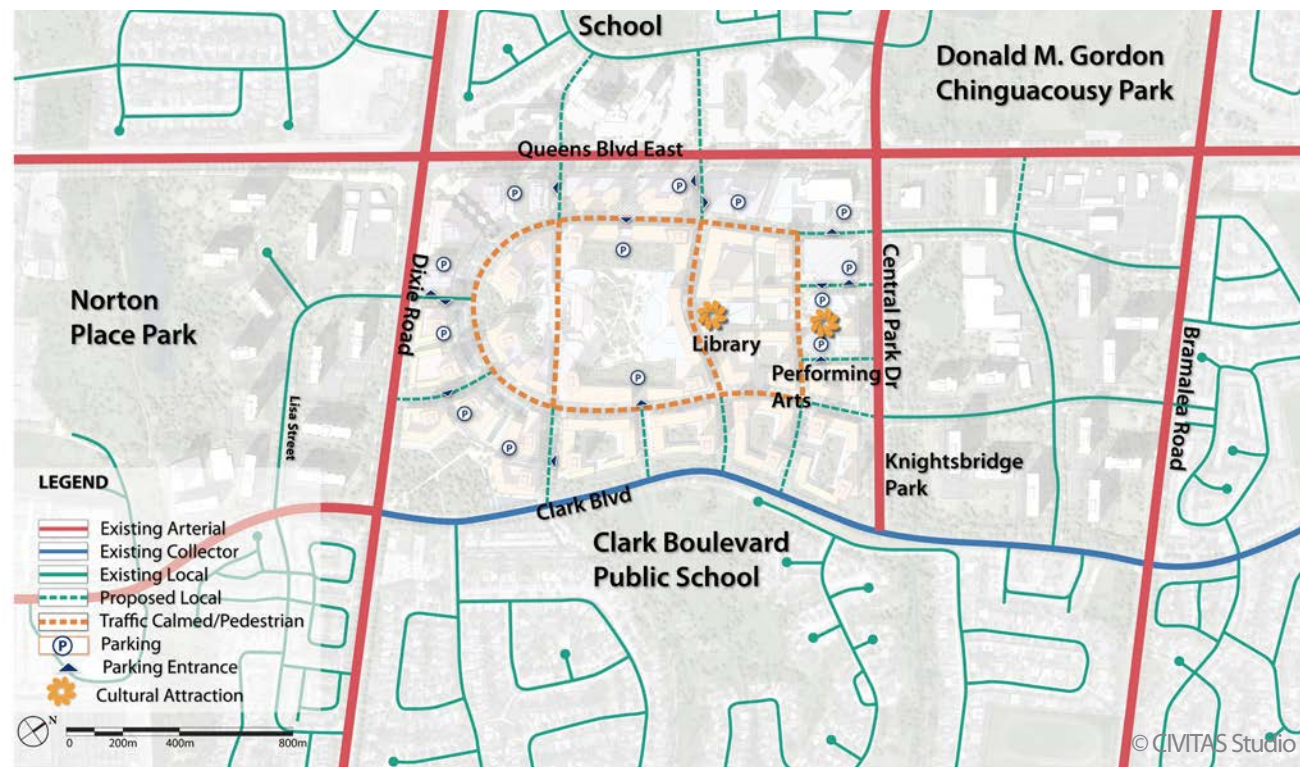 School
Donald M. Gordon
Chinguacousy Park
Queens Blvd East
P
P
P
P
P
P
P
P
P
P
P
P
P
Norton
Place Park
Dixie Road
Central Park Dr
Library
Performing
Arts
Bramalea Road
Lisa Street
Knightsbridge
Park
Clark Blvd
Clark Boulevard
Public School
LEGEND
Existing Arterial
Existing Collector
Existing Local
Proposed Local
Traffic Calmed/Pedestrian
P Parking
Parking Entrance
Cultural Attraction
N
0 200m 400m 800m
© CIVITAS Studio